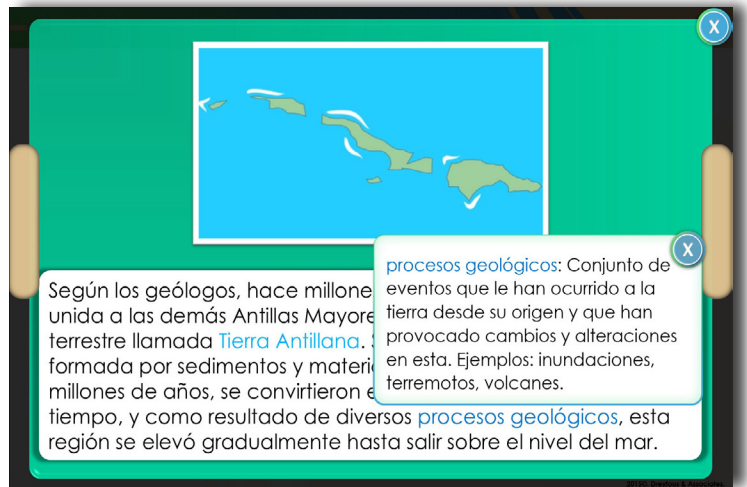 X
X
procesos geológicos: Conjunto de
eventos que le han ocurrido a la
tierra desde su origen y que han
provocado cambios y alteraciones
en esta. Ejemplos: inundaciones,
terremotos, volcanes.
Según los geólogos, hace
unida a las demás Antillas
terrestre llamada Tierra Antillana.
formada por sedimentos y
millones de años, se convirtieron
tiempo, y como resultado de diversos procesos geológicos, esta
región se elevó gradualmente hasta salir sobre el nivel del mar.